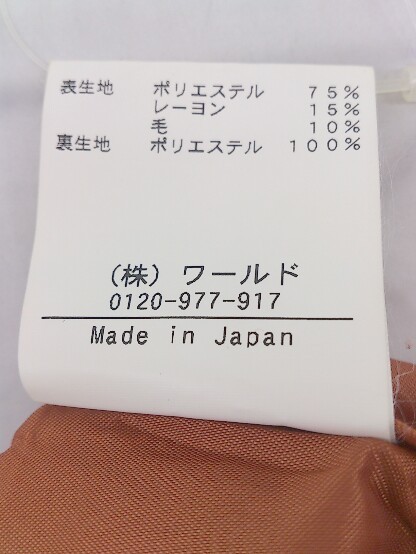 表生地 ポリエステル 75%
レーヨン 15%
毛 10%
裏生地 ポリエステル 100%
(株) ワールド
0120-977-917
Made in Japan